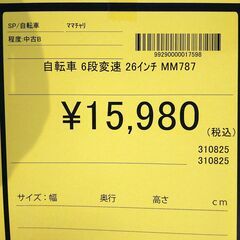 SP/自転車 ママチャリ
程度:中古B
99290000017598
自転車 6段変速 26インチ MM787
¥15,980
(税込)
310825
310825
サイズ:幅 奥行 高さ cm